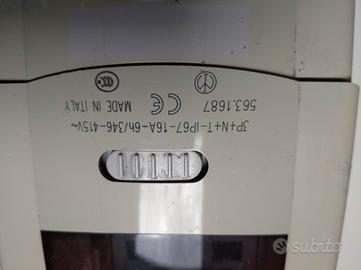 3P+N+T-IP67-16A-6h/346-415V~
563.1687
MADE IN ITALY
subito